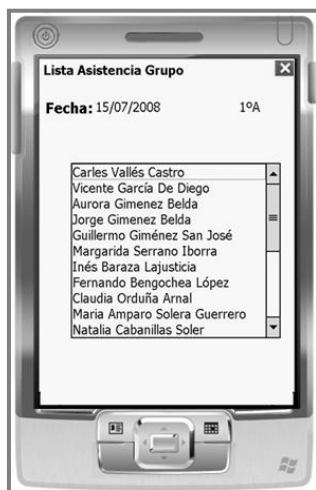 Lista Asistencia Grupo
Fecha: 15/07/2008 1ºA
Carles Vallés Castro
Vicente García De Diego
Aurora Gimenez Belda
Jorge Gimenez Belda
Guillermo Giménez San José
Margarida Serrano Iborra
Inés Baraza Lajusticia
Fernando Bengochea López
Claudia Orduña Arnal
Maria Amparo Solera Guerrero
Natalia Cabanillas Soler